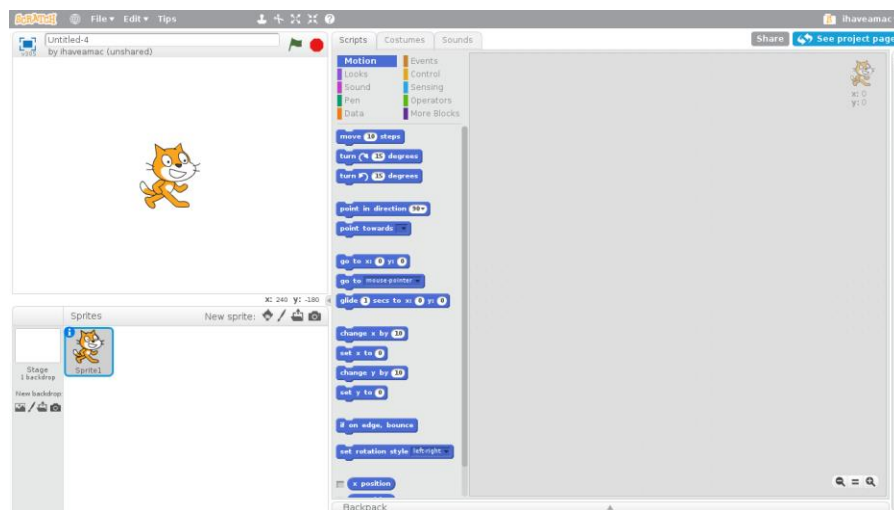 SCRATCH File Edit Tips ihaveamac
Untitled-4
by ihaveamac (unshared)
Scripts Costumes Sounds
Share See project page
Motion Events
Looks Control
Sound Sensing
Pen Operators
Data More Blocks
x: 0
y: 0
move 10 steps
turn 15 degrees
turn 15 degrees
point in direction 90
point towards
go to x: 0 y: 0
go to mouse-pointer
glide 1 secs to x: 0 y: 0
change x by 10
set x to 0
change y by 10
set y to 0
if on edge, bounce
set rotation style left-right
x position
x: 240 y: -180
Sprites New sprite:
Stage
1 backdrop
Sprite1
New backdrop
Backpack